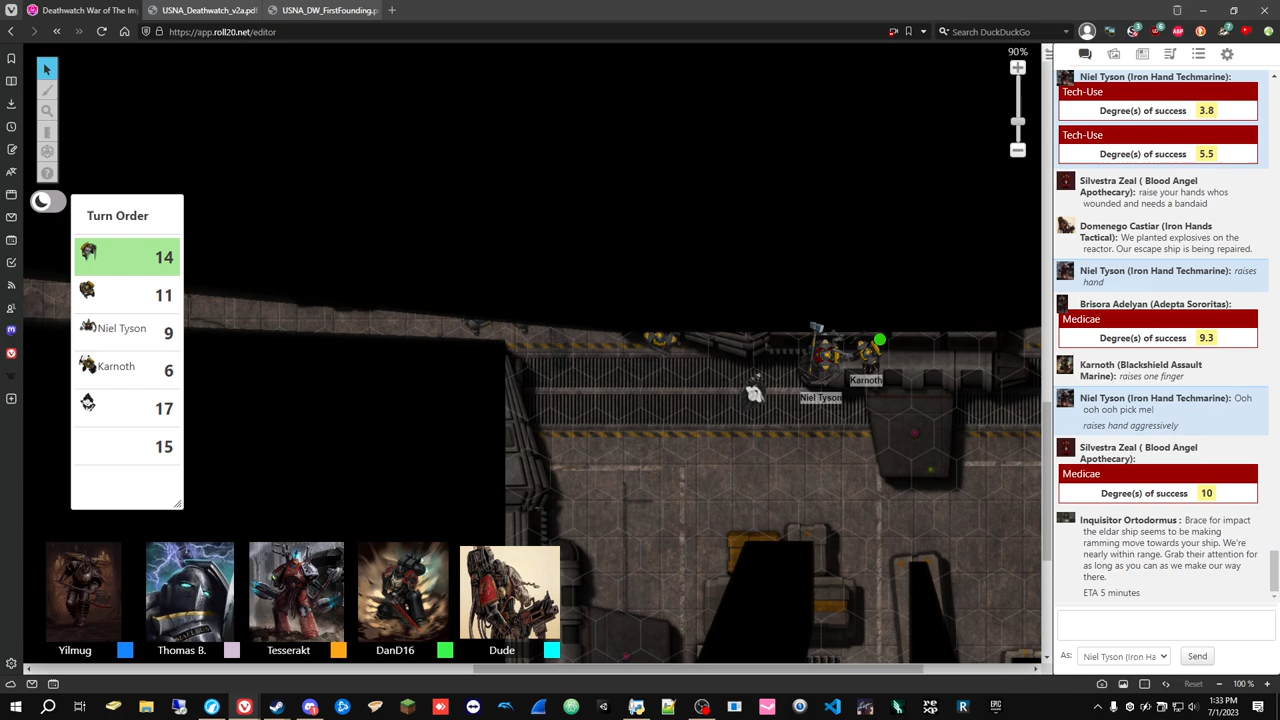 Deathwatch War of The Im
USNA_Deathwatch_v2a.pdf
USNA_DW_FirstFounding.p
https://app.roll20.net/editor
Search DuckDuckGo
90%
Turn Order
14
11
Niel Tyson 9
Karnoth 6
17
15
Karnoth
Niel Tyson
Yilmug
Thomas B.
Tesserakt
DanD16
Dude
Niel Tyson (Iron Hand Techmarine):
Tech-Use
Degree(s) of success 3.8
Tech-Use
Degree(s) of success 5.5
Silvestra Zeal ( Blood Angel
Apothecary): raise your hands whos
wounded and needs a bandaid
Domenego Castiar (Iron Hands
Tactical): We planted explosives on the
reactor. Our escape ship is being repaired.
Niel Tyson (Iron Hand Techmarine): raises
hand
Brisora Adelyan (Adepta Sororitas):
Medicae
Degree(s) of success 9.3
Karnoth (Blackshield Assault
Marine): raises one finger
Niel Tyson (Iron Hand Techmarine): Ooh
ooh ooh pick me!
raises hand aggressively
Silvestra Zeal ( Blood Angel
Apothecary):
Medicae
Degree(s) of success 10
Inquisitor Ortodormus : Brace for impact
the eldar ship seems to be making
ramming move towards your ship. We're
nearly within range. Grab their attention for
as long as you can as we make our way
there.
ETA 5 minutes
As: Niel Tyson (Iron Ha
Send
Reset
100 %
1:33 PM
7/1/2023